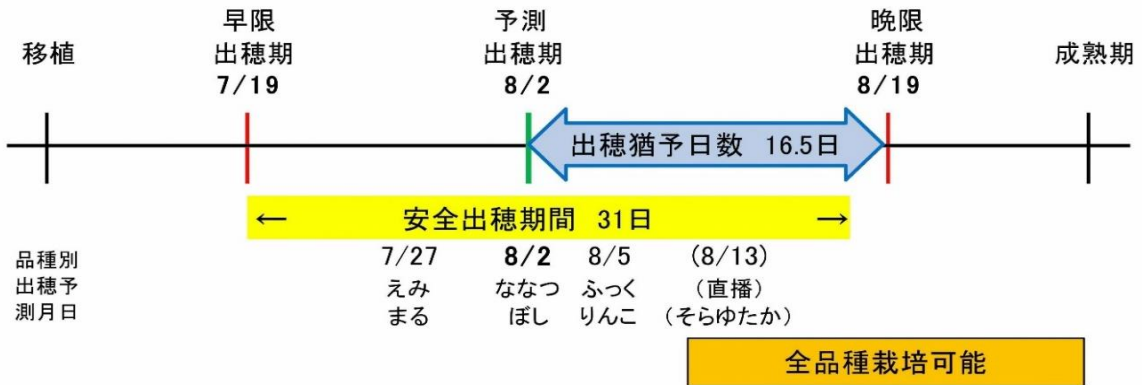 移植
早限
出穂期
7/19
予測
出穂期
8/2
晩限
出穂期
8/19
成熟期
出穂猶予日数 16.5日
← 安全出穂期間 31日 →
品種別
出穂予
測月日
7/27
えみ
まる
8/2
ななつ
ぼし
8/5
ふっく
りんこ
(8/13)
(直播)
(そらゆたか)
全品種栽培可能